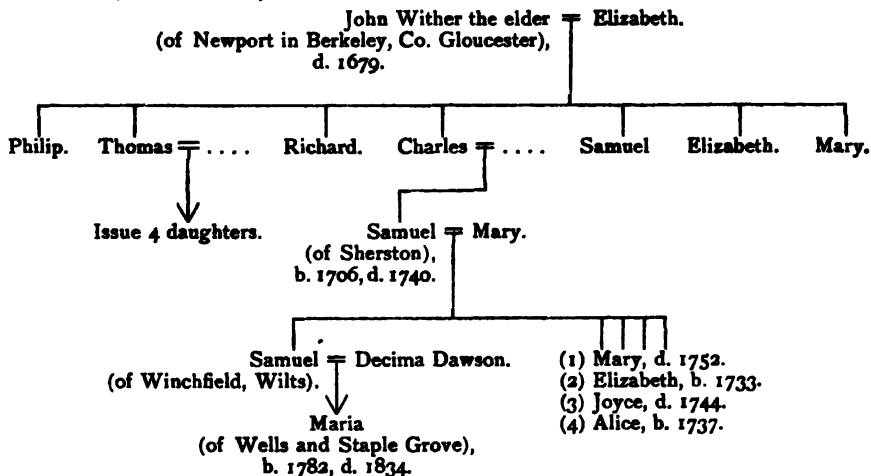 John Wither the elder = Elizabeth.
(of Newport in Berkeley, Co. Gloucester),
d. 1679.
Philip. Thomas = .... Richard. Charles = .... Samuel Elizabeth. Mary.
Issue 4 daughters.
Samuel = Mary.
(of Sherston),
b. 1706, d. 1740.
Samuel = Decima Dawson.
(of Winchfield, Wilts).
(1) Mary, d. 1752.
(2) Elizabeth, b. 1733.
(3) Joyce, d. 1744.
(4) Alice, b. 1737.
Maria
(of Wells and Staple Grove),
b. 1782, d. 1834.